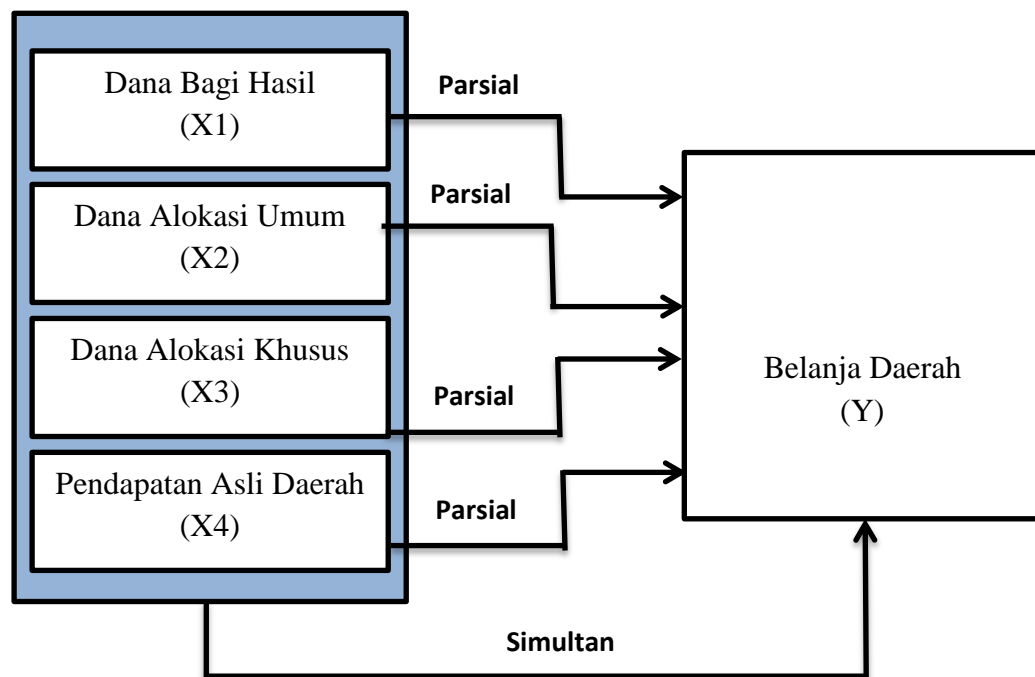 Dana Bagi Hasil
(X1)
Parsial
Dana Alokasi Umum
(X2)
Parsial
Dana Alokasi Khusus
(X3)
Parsial
Pendapatan Asli Daerah
(X4)
Parsial
Belanja Daerah
(Y)
Simultan